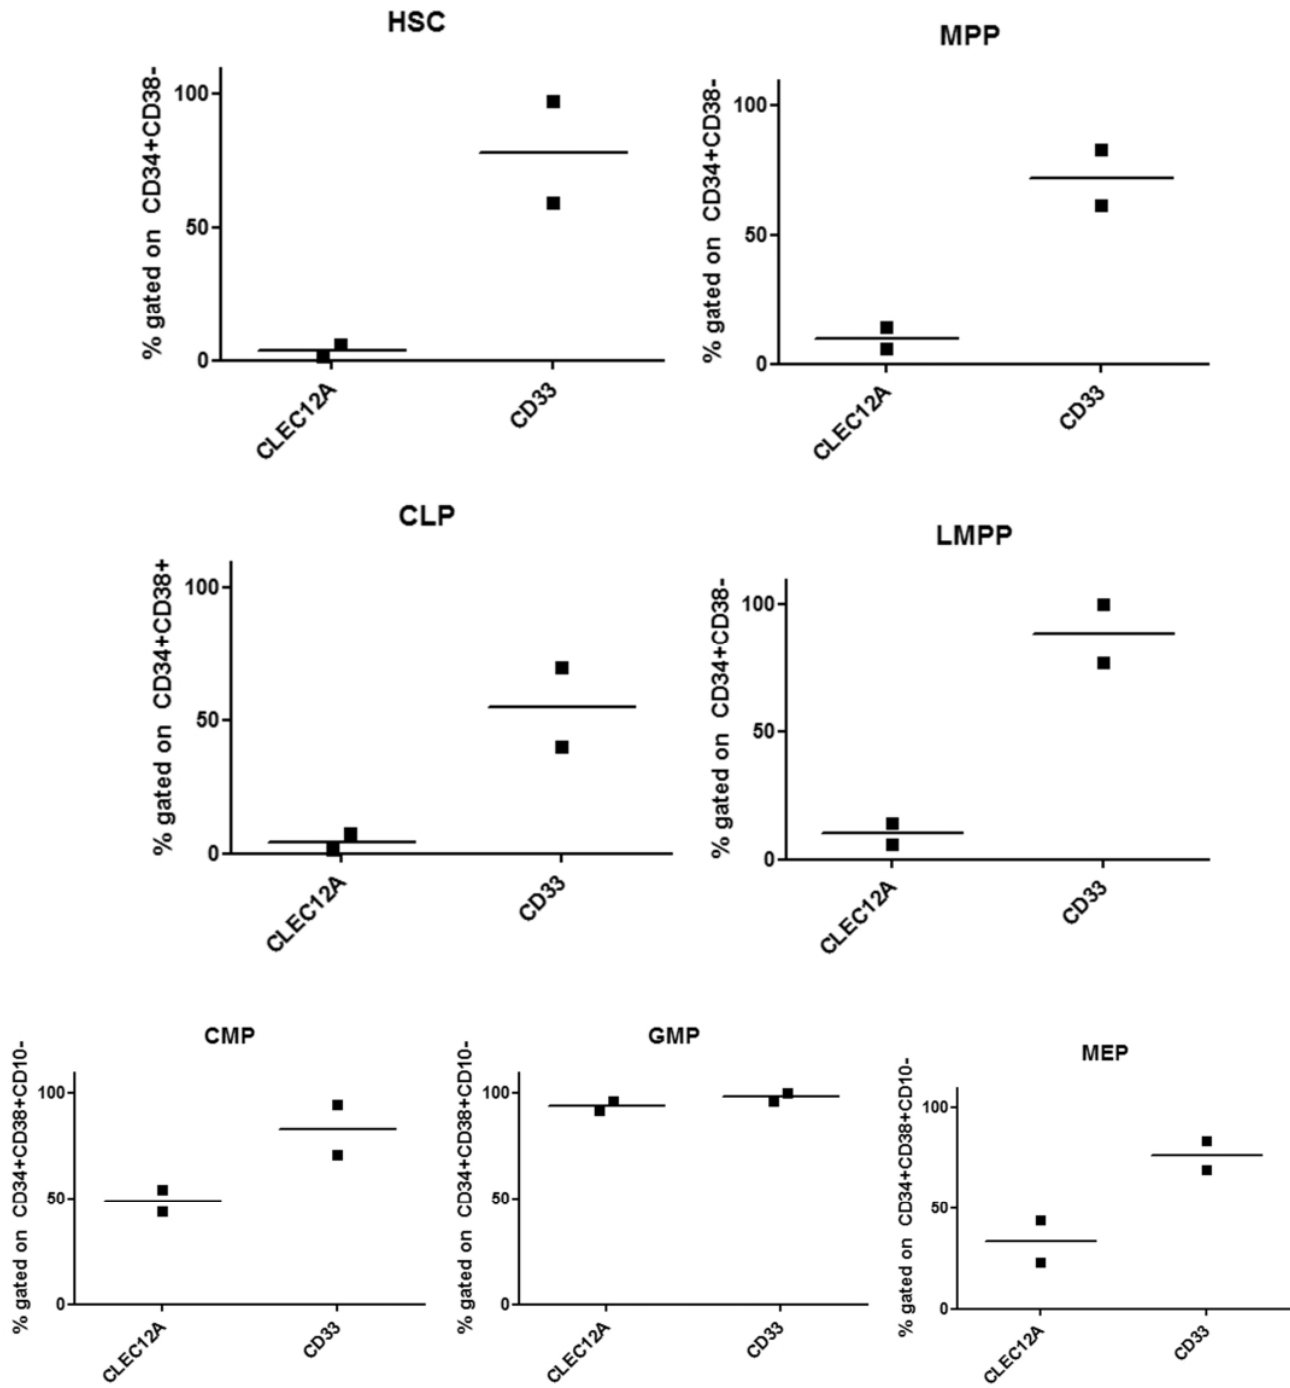 HSC
% gated on CD34+CD38-
100
50
0
CLEC12A
CD33
MPP
% gated on CD34+CD38-
100
50
0
CLEC12A
CD33
CLP
% gated on CD34+CD38+
100
50
0
CLEC12A
CD33
LMPP
% gated on CD34+CD38-
100
50
0
CLEC12A
CD33
CMP
% gated on CD34+CD38+CD10-
100
50
0
CLEC12A
CD33
GMP
% gated on CD34+CD38+CD10-
100
50
0
CLEC12A
CD33
MEP
% gated on CD34+CD38+CD10-
100
50
0
CLEC12A
CD33